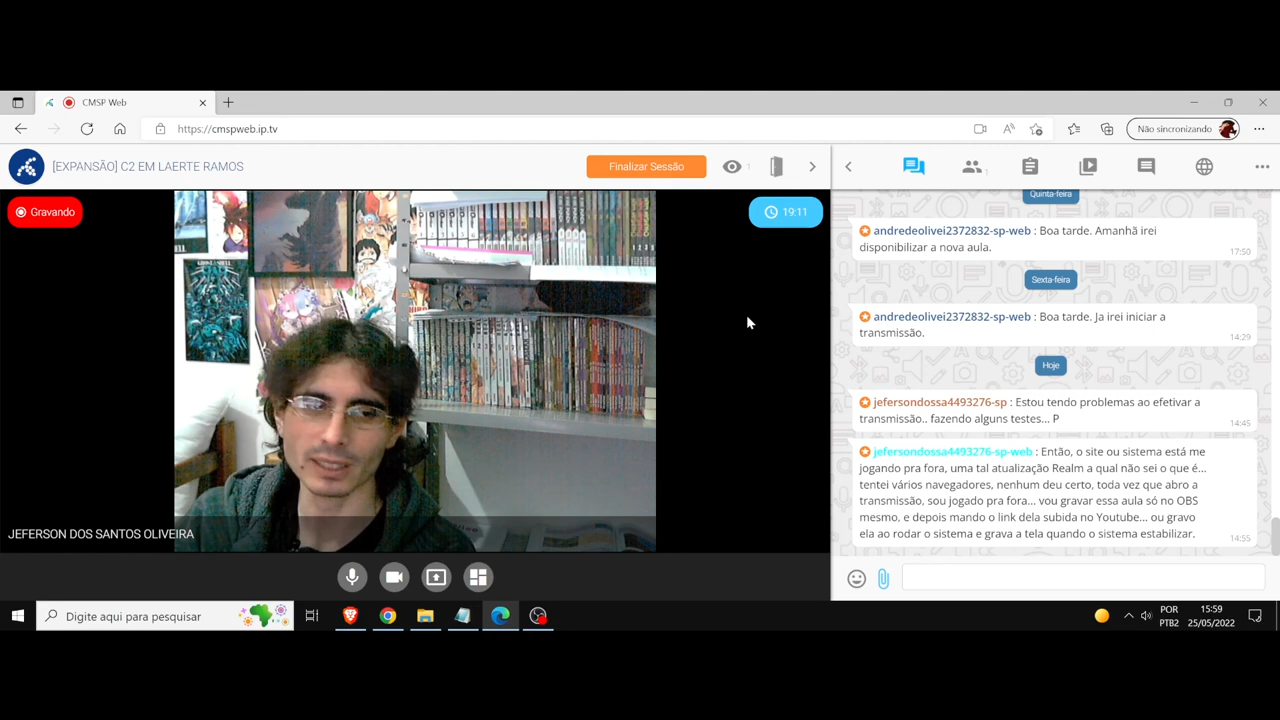 CMSP Web
https://cmspweb.ip.tv
Não sincronizando
[EXPANSÃO] C2 EM LAERTE RAMOS
Finalizar Sessão
1
1
Gravando
19:11
JEFERSON DOS SANTOS OLIVEIRA
Quinta-feira
andredeolivei2372832-sp-web : Boa tarde. Amanhã irei
disponibilizar a nova aula.
17:50
Sexta-feira
andredeolivei2372832-sp-web : Boa tarde. Ja irei iniciar a
transmissão.
14:29
Hoje
jefersondossa4493276-sp : Estou tendo problemas ao efetivar a
transmissão.. fazendo alguns testes... P
14:45
jefersondossa4493276-sp-web : Então, o site ou sistema está me
jogando pra fora, uma tal atualização Realm a qual não sei o que é...
tentei vários navegadores, nenhum deu certo, toda vez que abro a
transmissão, sou jogado pra fora... vou gravar essa aula só no OBS
mesmo, e depois mando o link dela subida no Youtube... ou gravo
ela ao rodar o sistema e grava a tela quando o sistema estabilizar.
14:55
Digite aqui para pesquisar
POR
PTB2
15:59
25/05/2022